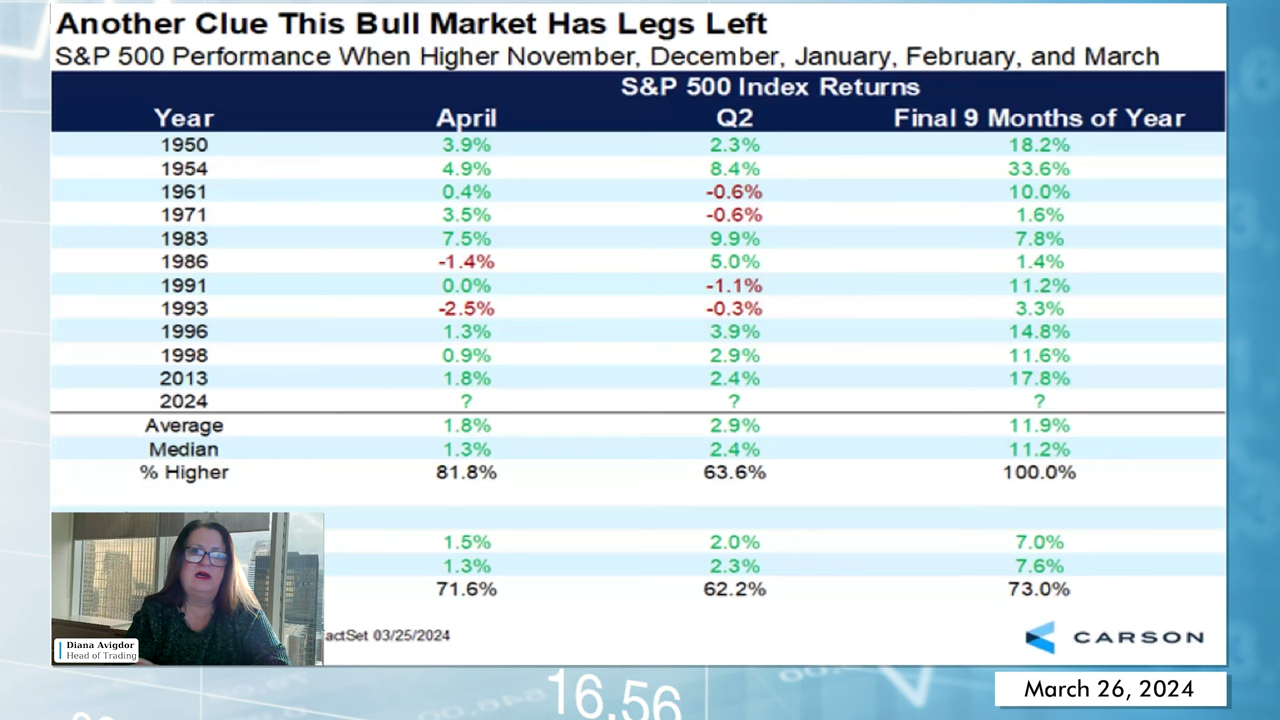 Another Clue This Bull Market Has Legs Left
S&P 500 Performance When Higher November, December, January, February, and March
S&P 500 Index Returns
Year April Q2 Final 9 Months of Year
1950 3.9% 2.3% 18.2%
1954 4.9% 8.4% 33.6%
1961 0.4% -0.6% 10.0%
1971 3.5% -0.6% 1.6%
1983 7.5% 9.9% 7.8%
1986 -1.4% 5.0% 1.4%
1991 0.0% -1.1% 11.2%
1993 -2.5% -0.3% 3.3%
1996 1.3% 3.9% 14.8%
1998 0.9% 2.9% 11.6%
2013 1.8% 2.4% 17.8%
2024 ? ? ?
Average 1.8% 2.9% 11.9%
Median 1.3% 2.4% 11.2%
% Higher 81.8% 63.6% 100.0%
1.5% 2.0% 7.0%
1.3% 2.3% 7.6%
71.6% 62.2% 73.0%
actSet 03/25/2024
CARSON
Diana Avigdor
Head of Trading
March 26, 2024
16.56